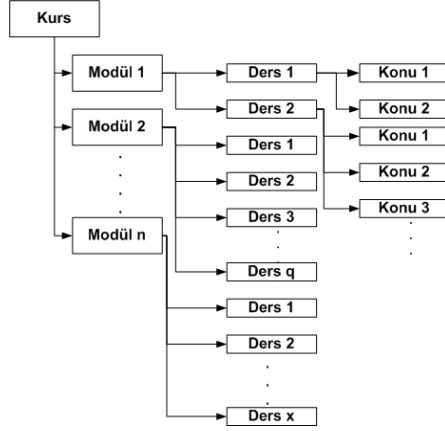 Kurs
Modül 1
Ders 1
Konu 1
Ders 2
Konu 2
Modül 2
Ders 1
Konu 1
Ders 2
Konu 2
Ders 3
Konu 3
Modül n
Ders q
Ders 1
Ders 2
Ders x